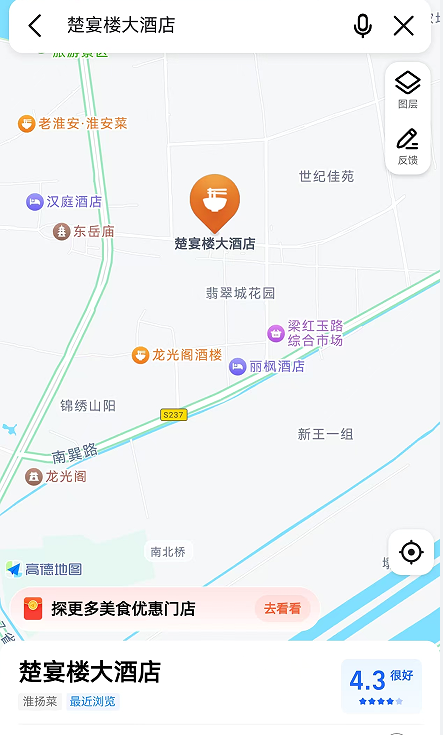 楚宴楼大酒店
旅游景区
图层
反馈
老淮安·淮安菜
世纪佳苑
汉庭酒店
东岳庙
楚宴楼大酒店
翡翠城花园
梁红玉路
综合市场
龙光阁酒楼
丽枫酒店
锦绣山阳
S237
新王一组
南巽路
龙光阁
南北桥
高德地图
探更多美食优惠门店
去看看
楚宴楼大酒店
4.3 很好
淮扬菜 最近浏览